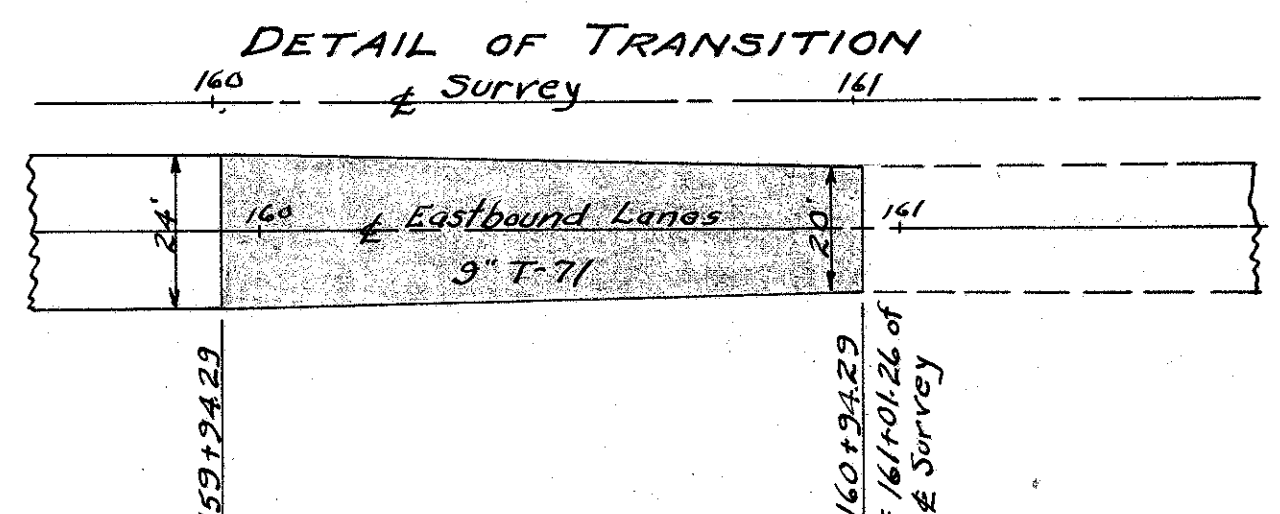 DETAIL OF TRANSITION
160
℄ Survey
161
24'
160
℄ Eastbound Lanes
20'
161
9" T-71
59+94.29
160+94.29
= 161+01.26 of
℄ Survey